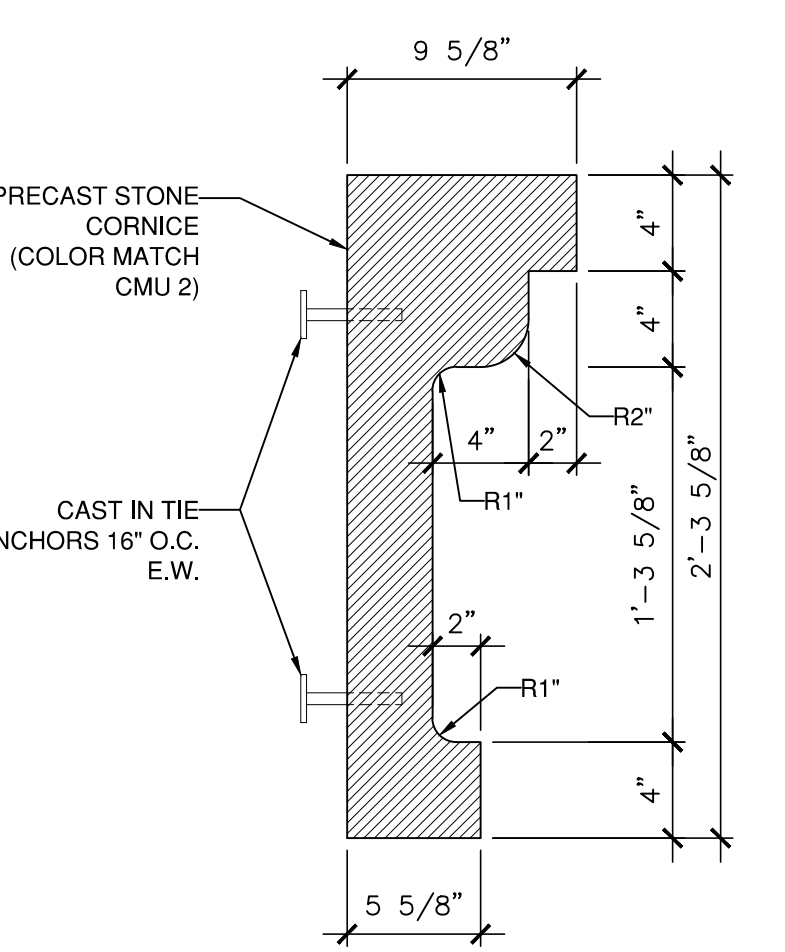 9 5/8"
PRECAST STONE
CORNICE
(COLOR MATCH
CMU 2)
4"
4"
R2"
4"
2"
R1"
CAST IN TIE
NCHORS 16" O.C.
E.W.
1'-3 5/8"
2'-3 5/8"
2"
R1"
4"
5 5/8"